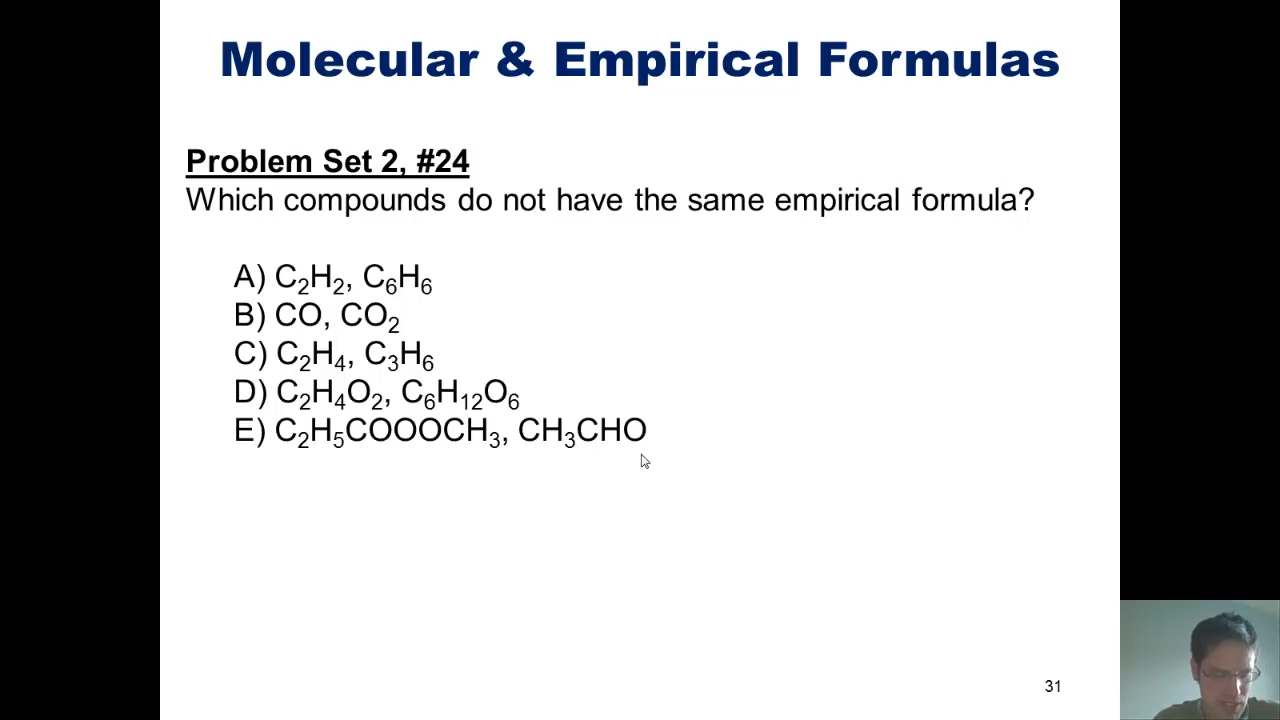 Molecular & Empirical Formulas
Problem Set 2, #24
Which compounds do not have the same empirical formula?
A) C₂H₂, C₆H₆
B) CO, CO₂
C) C₂H₄, C₃H₆
D) C₂H₄O₂, C₆H₁₂O₆
E) C₂H₅COOOCH₃, CH₃CHO
31